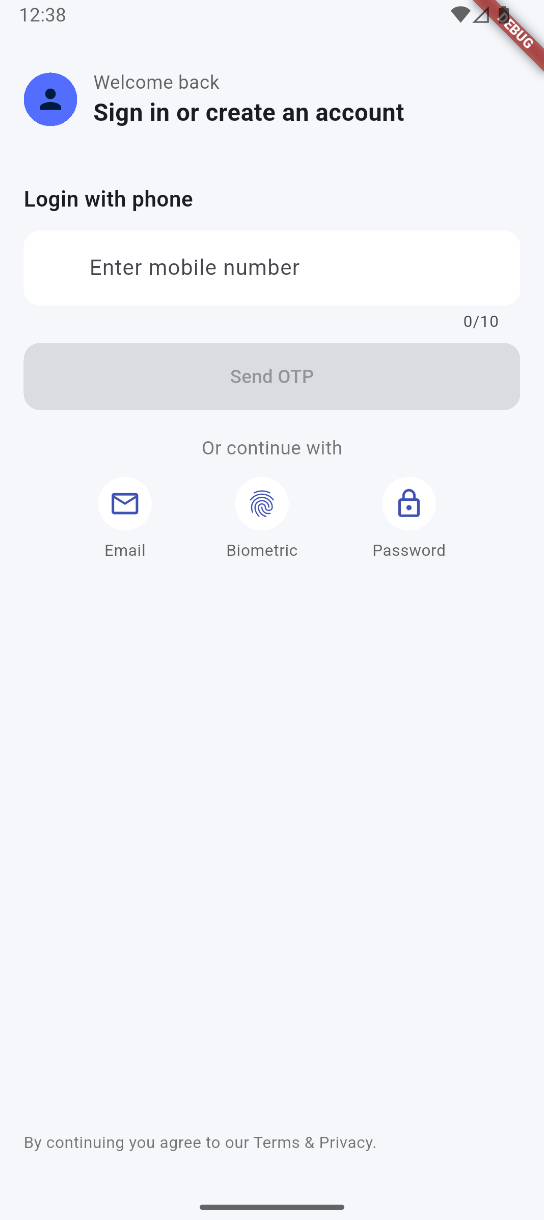 12:38
Welcome back
Sign in or create an account
Login with phone
Enter mobile number
0/10
Send OTP
Or continue with
Email
Biometric
Password
By continuing you agree to our Terms & Privacy.